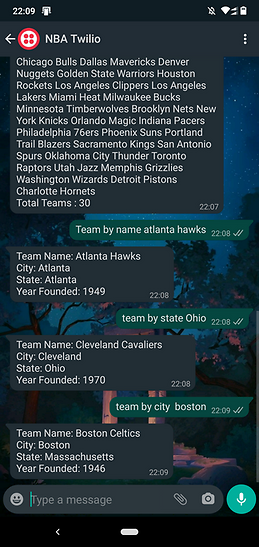 22:09
NBA Twilio
Chicago Bulls Dallas Mavericks Denver
Nuggets Golden State Warriors Houston
Rockets Los Angeles Clippers Los Angeles
Lakers Miami Heat Milwaukee Bucks
Minnesota Timberwolves Brooklyn Nets New
York Knicks Orlando Magic Indiana Pacers
Philadelphia 76ers Phoenix Suns Portland
Trail Blazers Sacramento Kings San Antonio
Spurs Oklahoma City Thunder Toronto
Raptors Utah Jazz Memphis Grizzlies
Washington Wizards Detroit Pistons
Charlotte Hornets
Total Teams : 30
22:07
Team by name atlanta hawks
22:08
Team Name: Atlanta Hawks
City: Atlanta
State: Atlanta
Year Founded: 1949
22:08
team by state Ohio
22:08
Team Name: Cleveland Cavaliers
City: Cleveland
State: Ohio
Year Founded: 1970
22:08
team by city  boston
22:09
Team Name: Boston Celtics
City: Boston
State: Massachusetts
Year Founded: 1946
22:09
Type a message